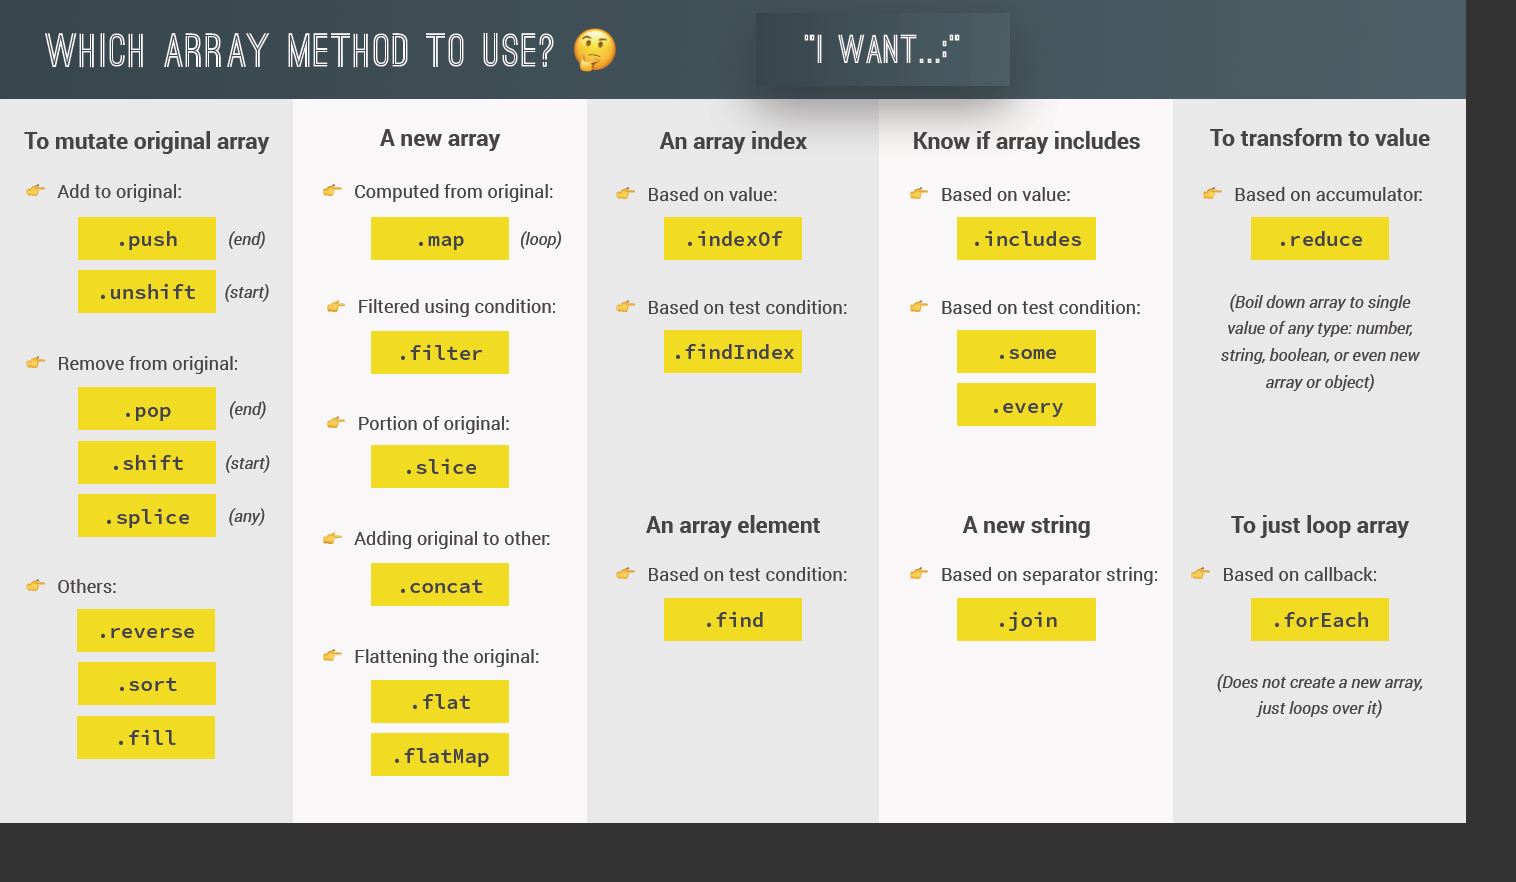 WHICH ARRAY METHOD TO USE? 🤔
"I WANT...:"
To mutate original array
👉 Add to original:
.push (end)
.unshift (start)
👉 Remove from original:
.pop (end)
.shift (start)
.splice (any)
👉 Others:
.reverse
.sort
.fill
A new array
👉 Computed from original:
.map (loop)
👉 Filtered using condition:
.filter
👉 Portion of original:
.slice
👉 Adding original to other:
.concat
👉 Flattening the original:
.flat
.flatMap
An array index
👉 Based on value:
.indexOf
👉 Based on test condition:
.findIndex
An array element
👉 Based on test condition:
.find
Know if array includes
👉 Based on value:
.includes
👉 Based on test condition:
.some
.every
A new string
👉 Based on separator string:
.join
To transform to value
👉 Based on accumulator:
.reduce
(Boil down array to single
value of any type: number,
string, boolean, or even new
array or object)
To just loop array
👉 Based on callback:
.forEach
(Does not create a new array,
just loops over it)